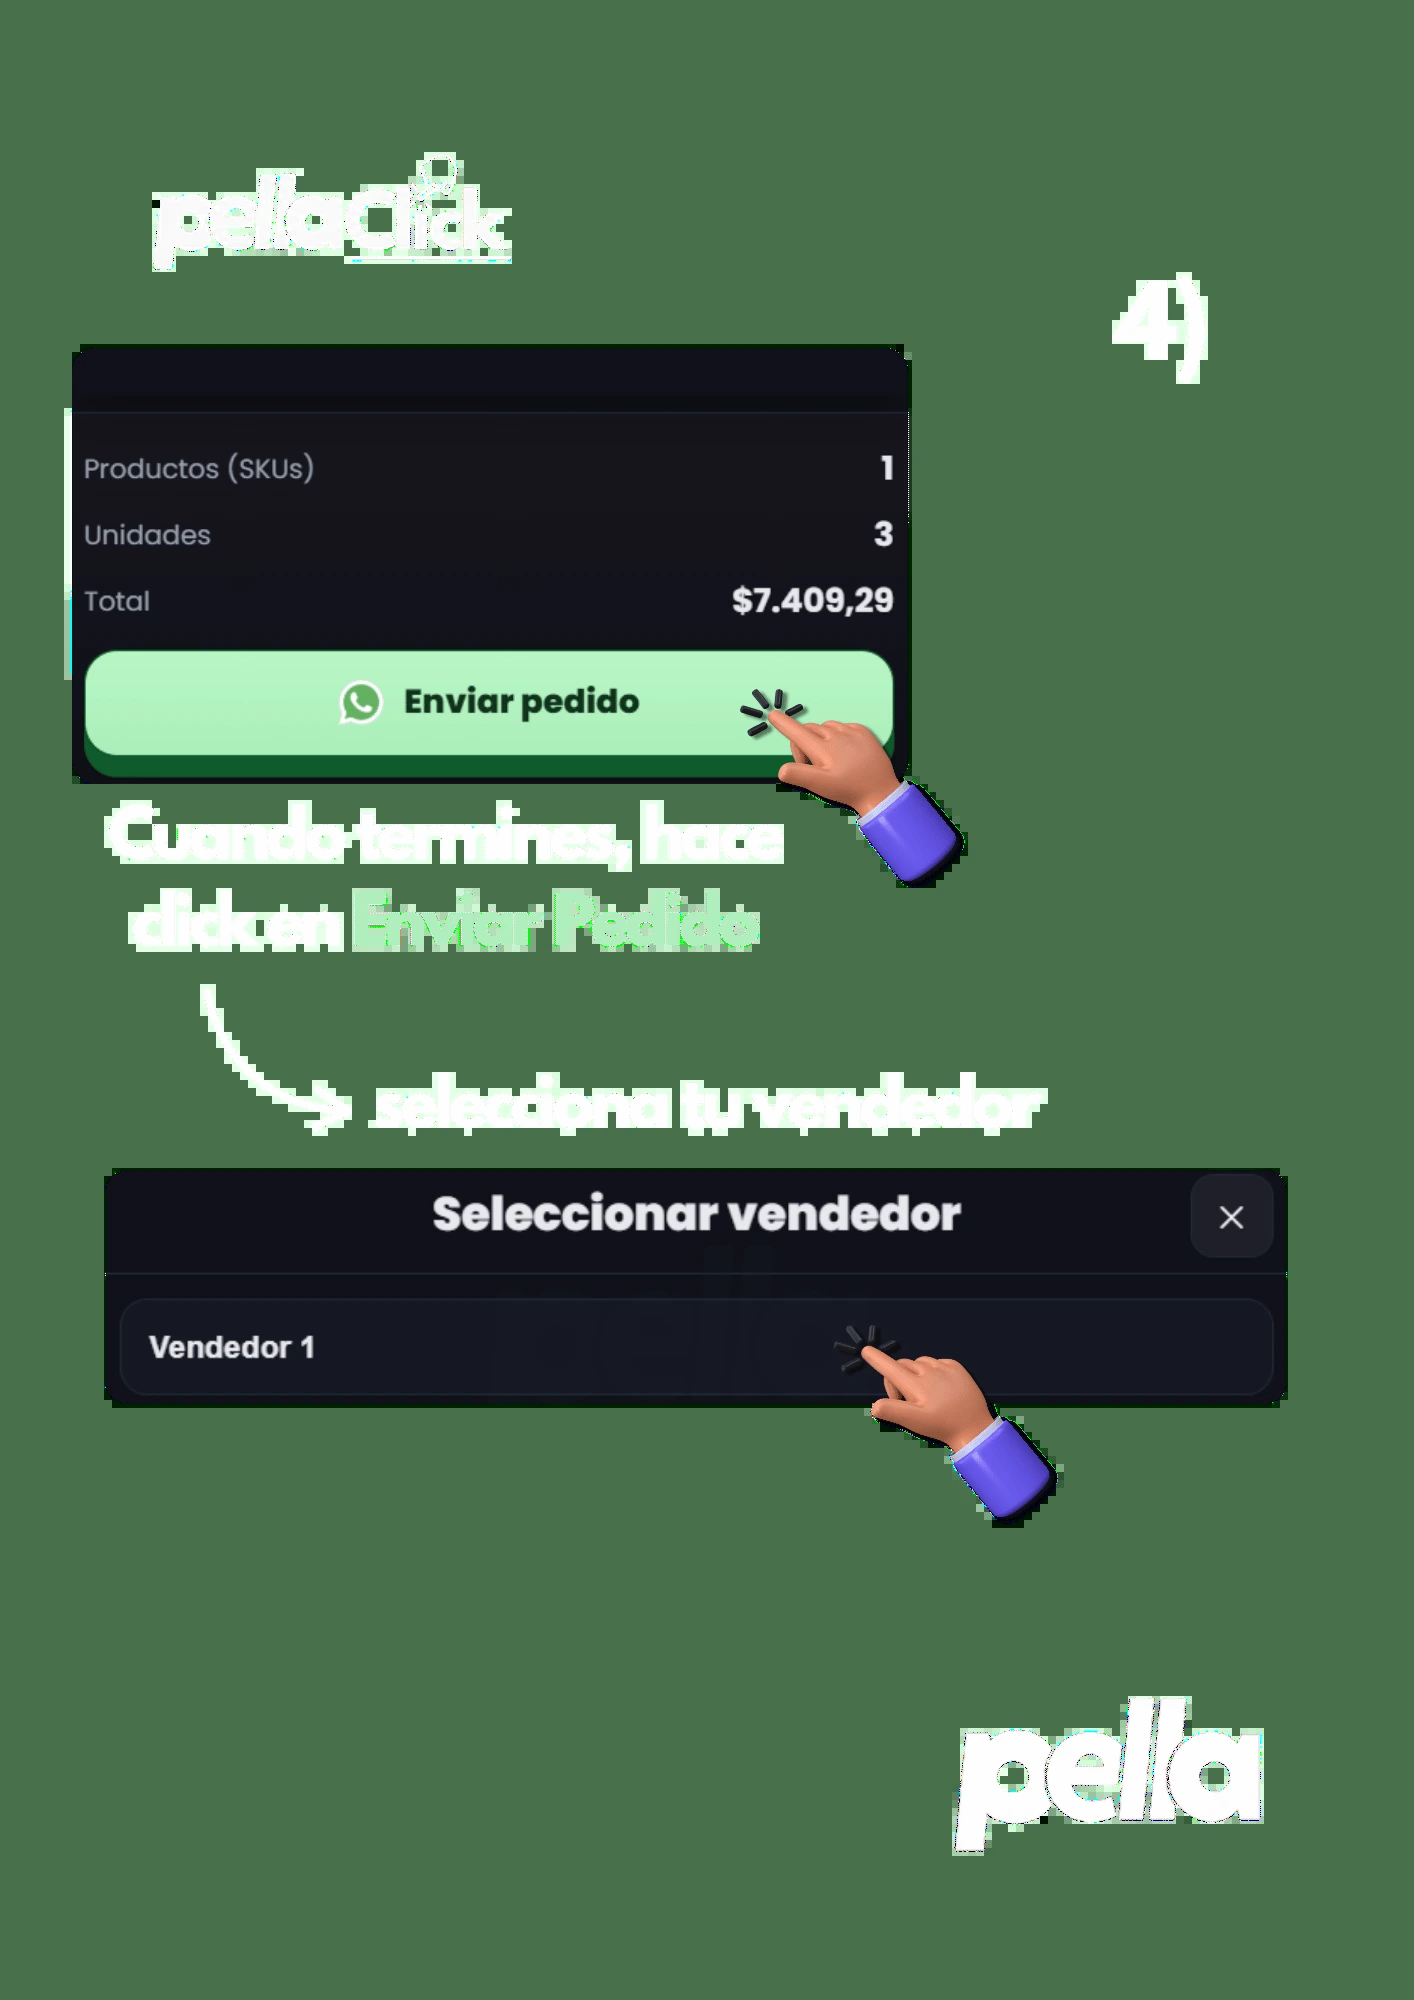 pellaClick
4)
Productos (SKUs) 1
Unidades 3
Total $7.409,29
Enviar pedido
Cuando termines, hace
click en Enviar Pedido
selecciona tu vendedor
Seleccionar vendedor
Vendedor 1
pella